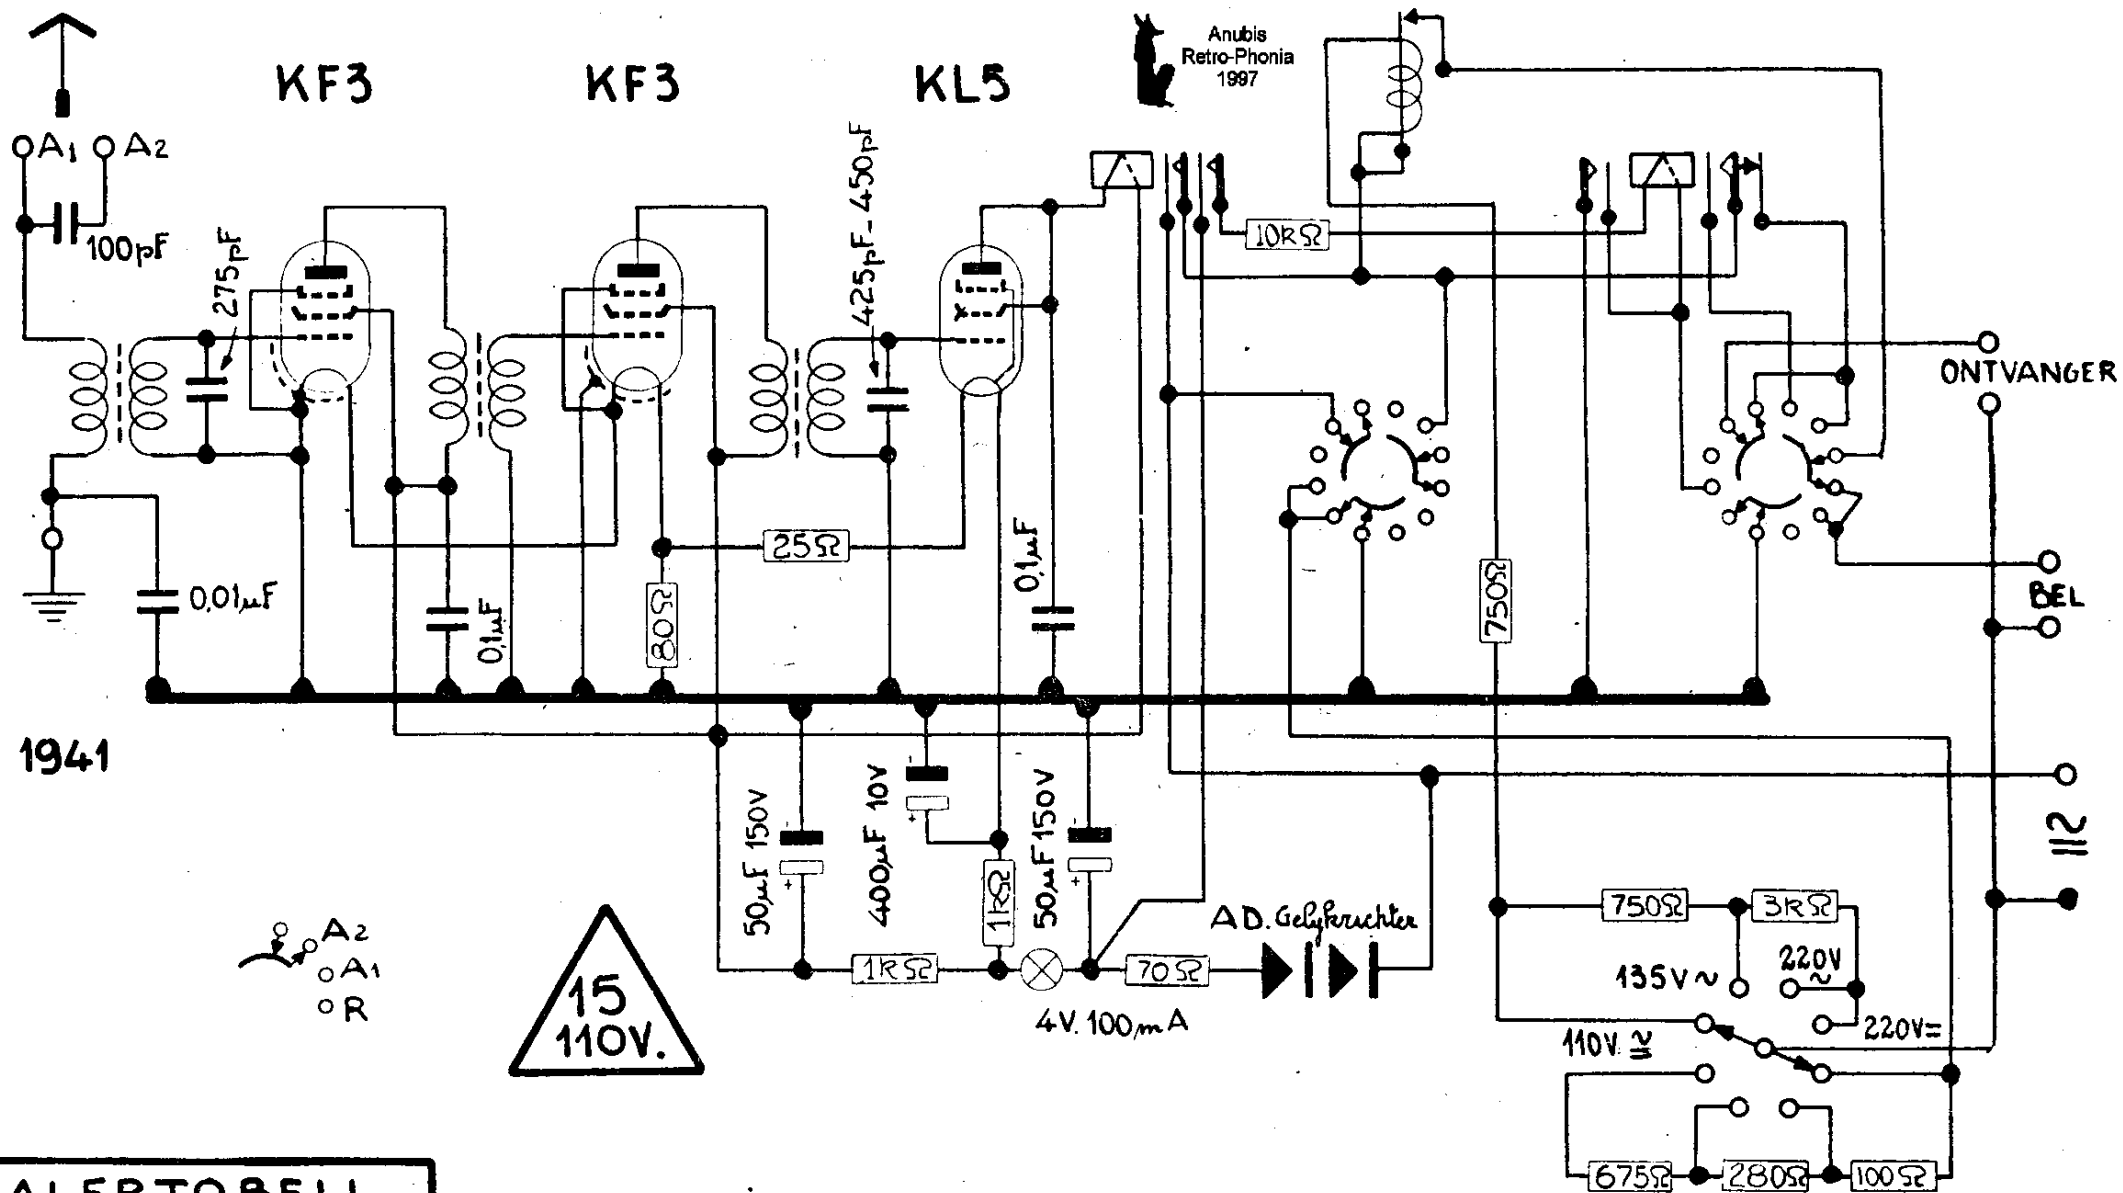 KF3
KF3
KL5
Anubis
Retro-Phonia
1997
A1
A2
100pF
275pF
425pF-450pF
10kΩ
ONTVANGER
25Ω
0,01µF
0,1µF
80Ω
0,1µF
750Ω
BEL
1941
50µF 150V
400µF 10V
1kΩ
50µF 150V
750Ω
3kΩ
A2
A1
R
15
110V.
1kΩ
70Ω
AD. Gelykrichter
4V. 100mA
135V~
220V
~
110V ≂
220V=
675Ω
280Ω
100Ω
ALERTOBELL